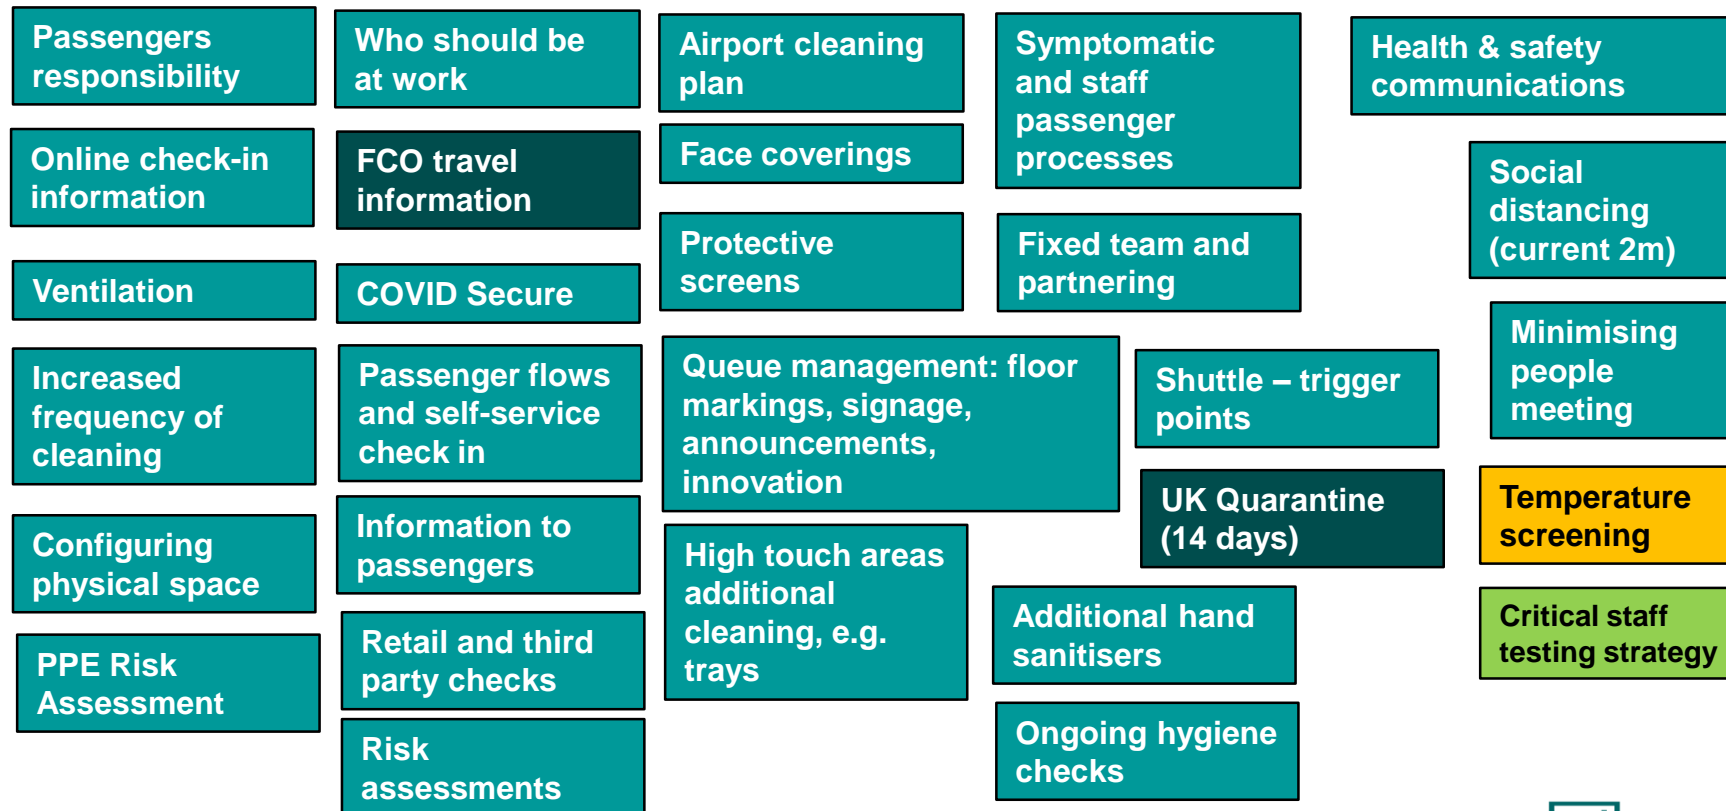 Passengers
responsibility
Online check-in
information
Ventilation
Increased
frequency of
cleaning
Configuring
physical space
PPE Risk
Assessment
Who should be
at work
FCO travel
information
COVID Secure
Passenger flows
and self-service
check in
Information to
passengers
Retail and third
party checks
Risk
assessments
Airport cleaning
plan
Face coverings
Protective
screens
Queue management: floor
markings, signage,
announcements,
innovation
High touch areas
additional
cleaning, e.g.
trays
Symptomatic
and staff
passenger
processes
Fixed team and
partnering
Shuttle – trigger
points
UK Quarantine
(14 days)
Additional hand
sanitisers
Ongoing hygiene
checks
Health & safety
communications
Social
distancing
(current 2m)
Minimising
people
meeting
Temperature
screening
Critical staff
testing strategy